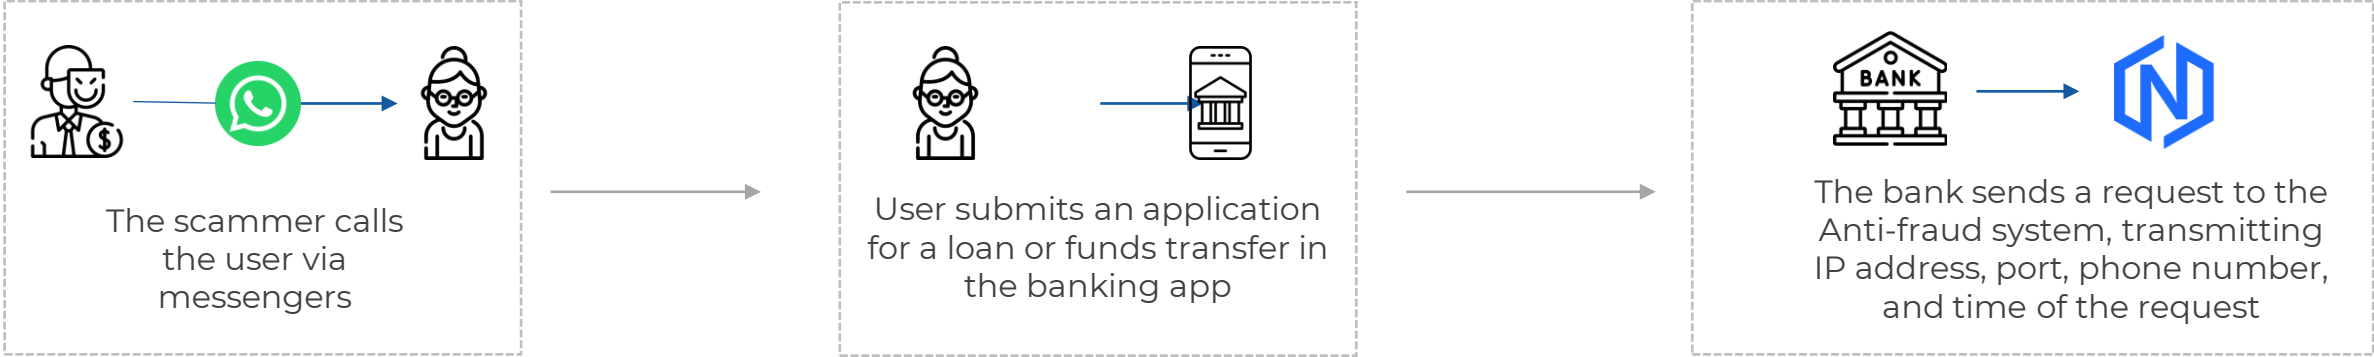 The scammer calls
the user via
messengers
User submits an application
for a loan or funds transfer in
the banking app
BANK
The bank sends a request to the
Anti-fraud system, transmitting
IP address, port, phone number,
and time of the request